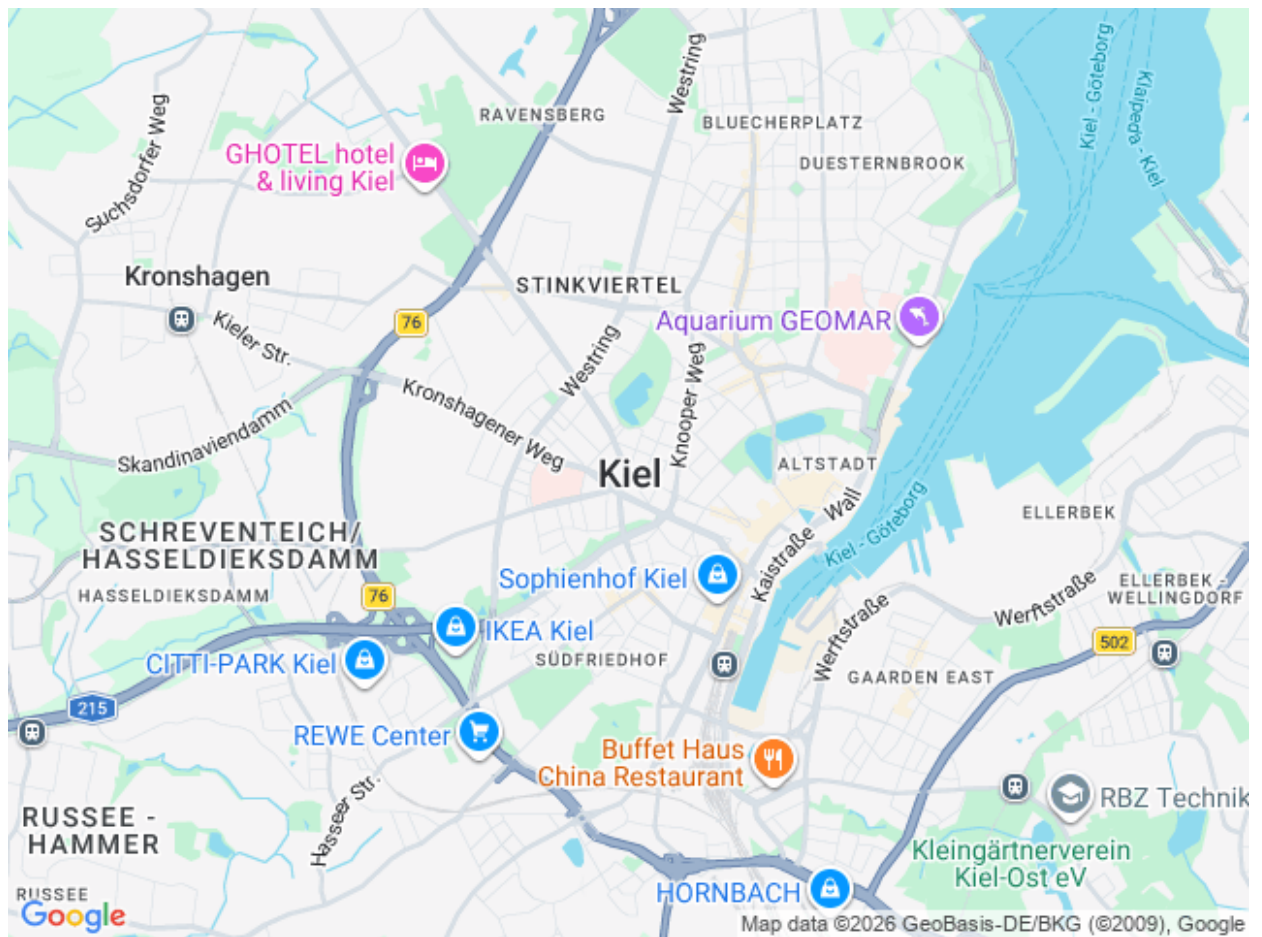 Westring
Kiel - Göteborg
Klaipeda - Kiel
Suchsdorfer Weg
RAVENSBERG
BLUECHERPLATZ
GHOTEL hotel
& living Kiel
DUESTERNBROOK
Kronshagen
STINKVIERTEL
Kieler Str.
76
Aquarium GEOMAR
Westring
Knooper Weg
Kronshagener Weg
Skandinaviendamm
Kiel
ALTSTADT
Wall
Kaistraße
Kiel - Göteborg
ELLERBEK
SCHREVENTEICH/
HASSELDIEKSDAMM
HASSELDIEKSDAMM
76
Sophienhof Kiel
Werftstraße
Werftstraße
ELLERBEK -
WELLINGDORF
IKEA Kiel
502
CITTI-PARK Kiel
SÜDFRIEDHOF
GAARDEN EAST
215
REWE Center
Buffet Haus
China Restaurant
Hasseer Str.
RBZ Technik
RUSSEE -
HAMMER
Kleingärtnerverein
Kiel-Ost eV
RUSSEE
HORNBACH
Google
Map data ©2026 GeoBasis-DE/BKG (©2009), Google